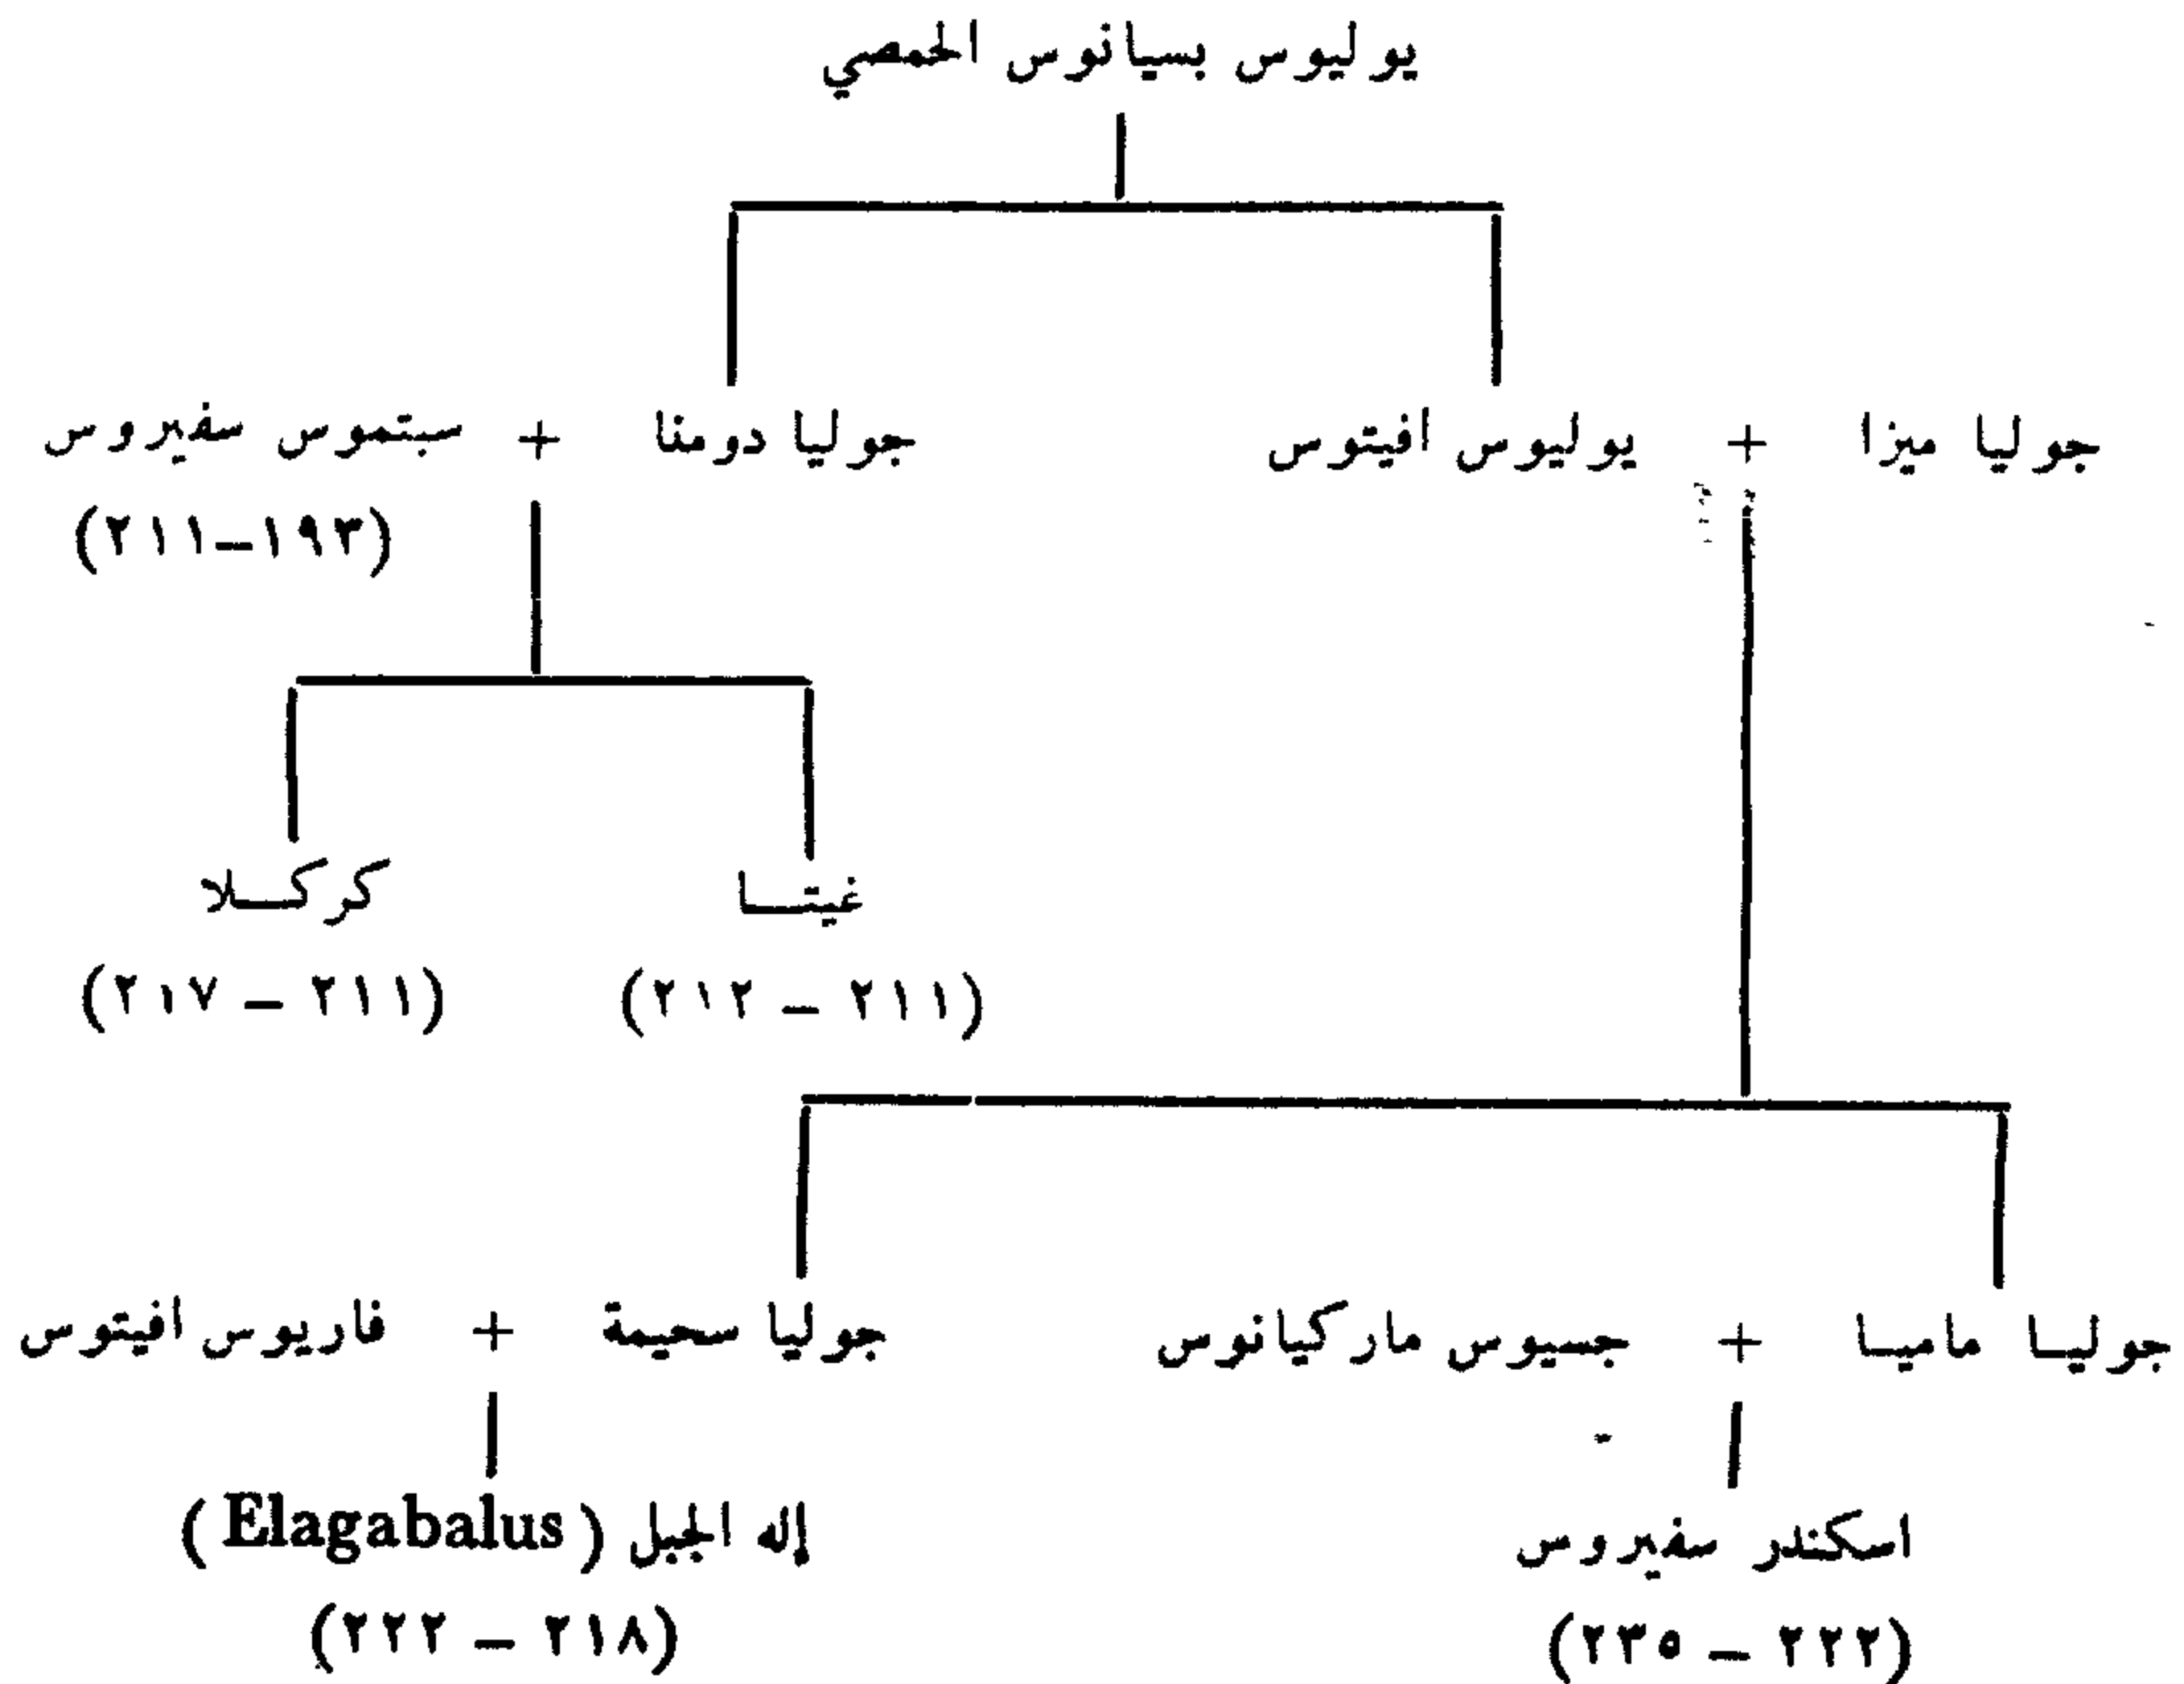 يوليوس بسيانوس الحمصي
جوليا ميزا + يوليوس افيتوس جوليا دومنا + سبتموس سفيروس
(١٩٣-٢١١)
غيتا كركلا
(٢١١ - ٢١٢) (٢١١ - ٢١٧)
جوليا ماميا + جسيوس ماركيانوس جوليا سحيمة + فاريوس افيتوس
اسكندر سفيروس إله الجبل (Elagabalus)
(٢٢٢ - ٢٣٥) (٢١٨ - ٢٢٢)